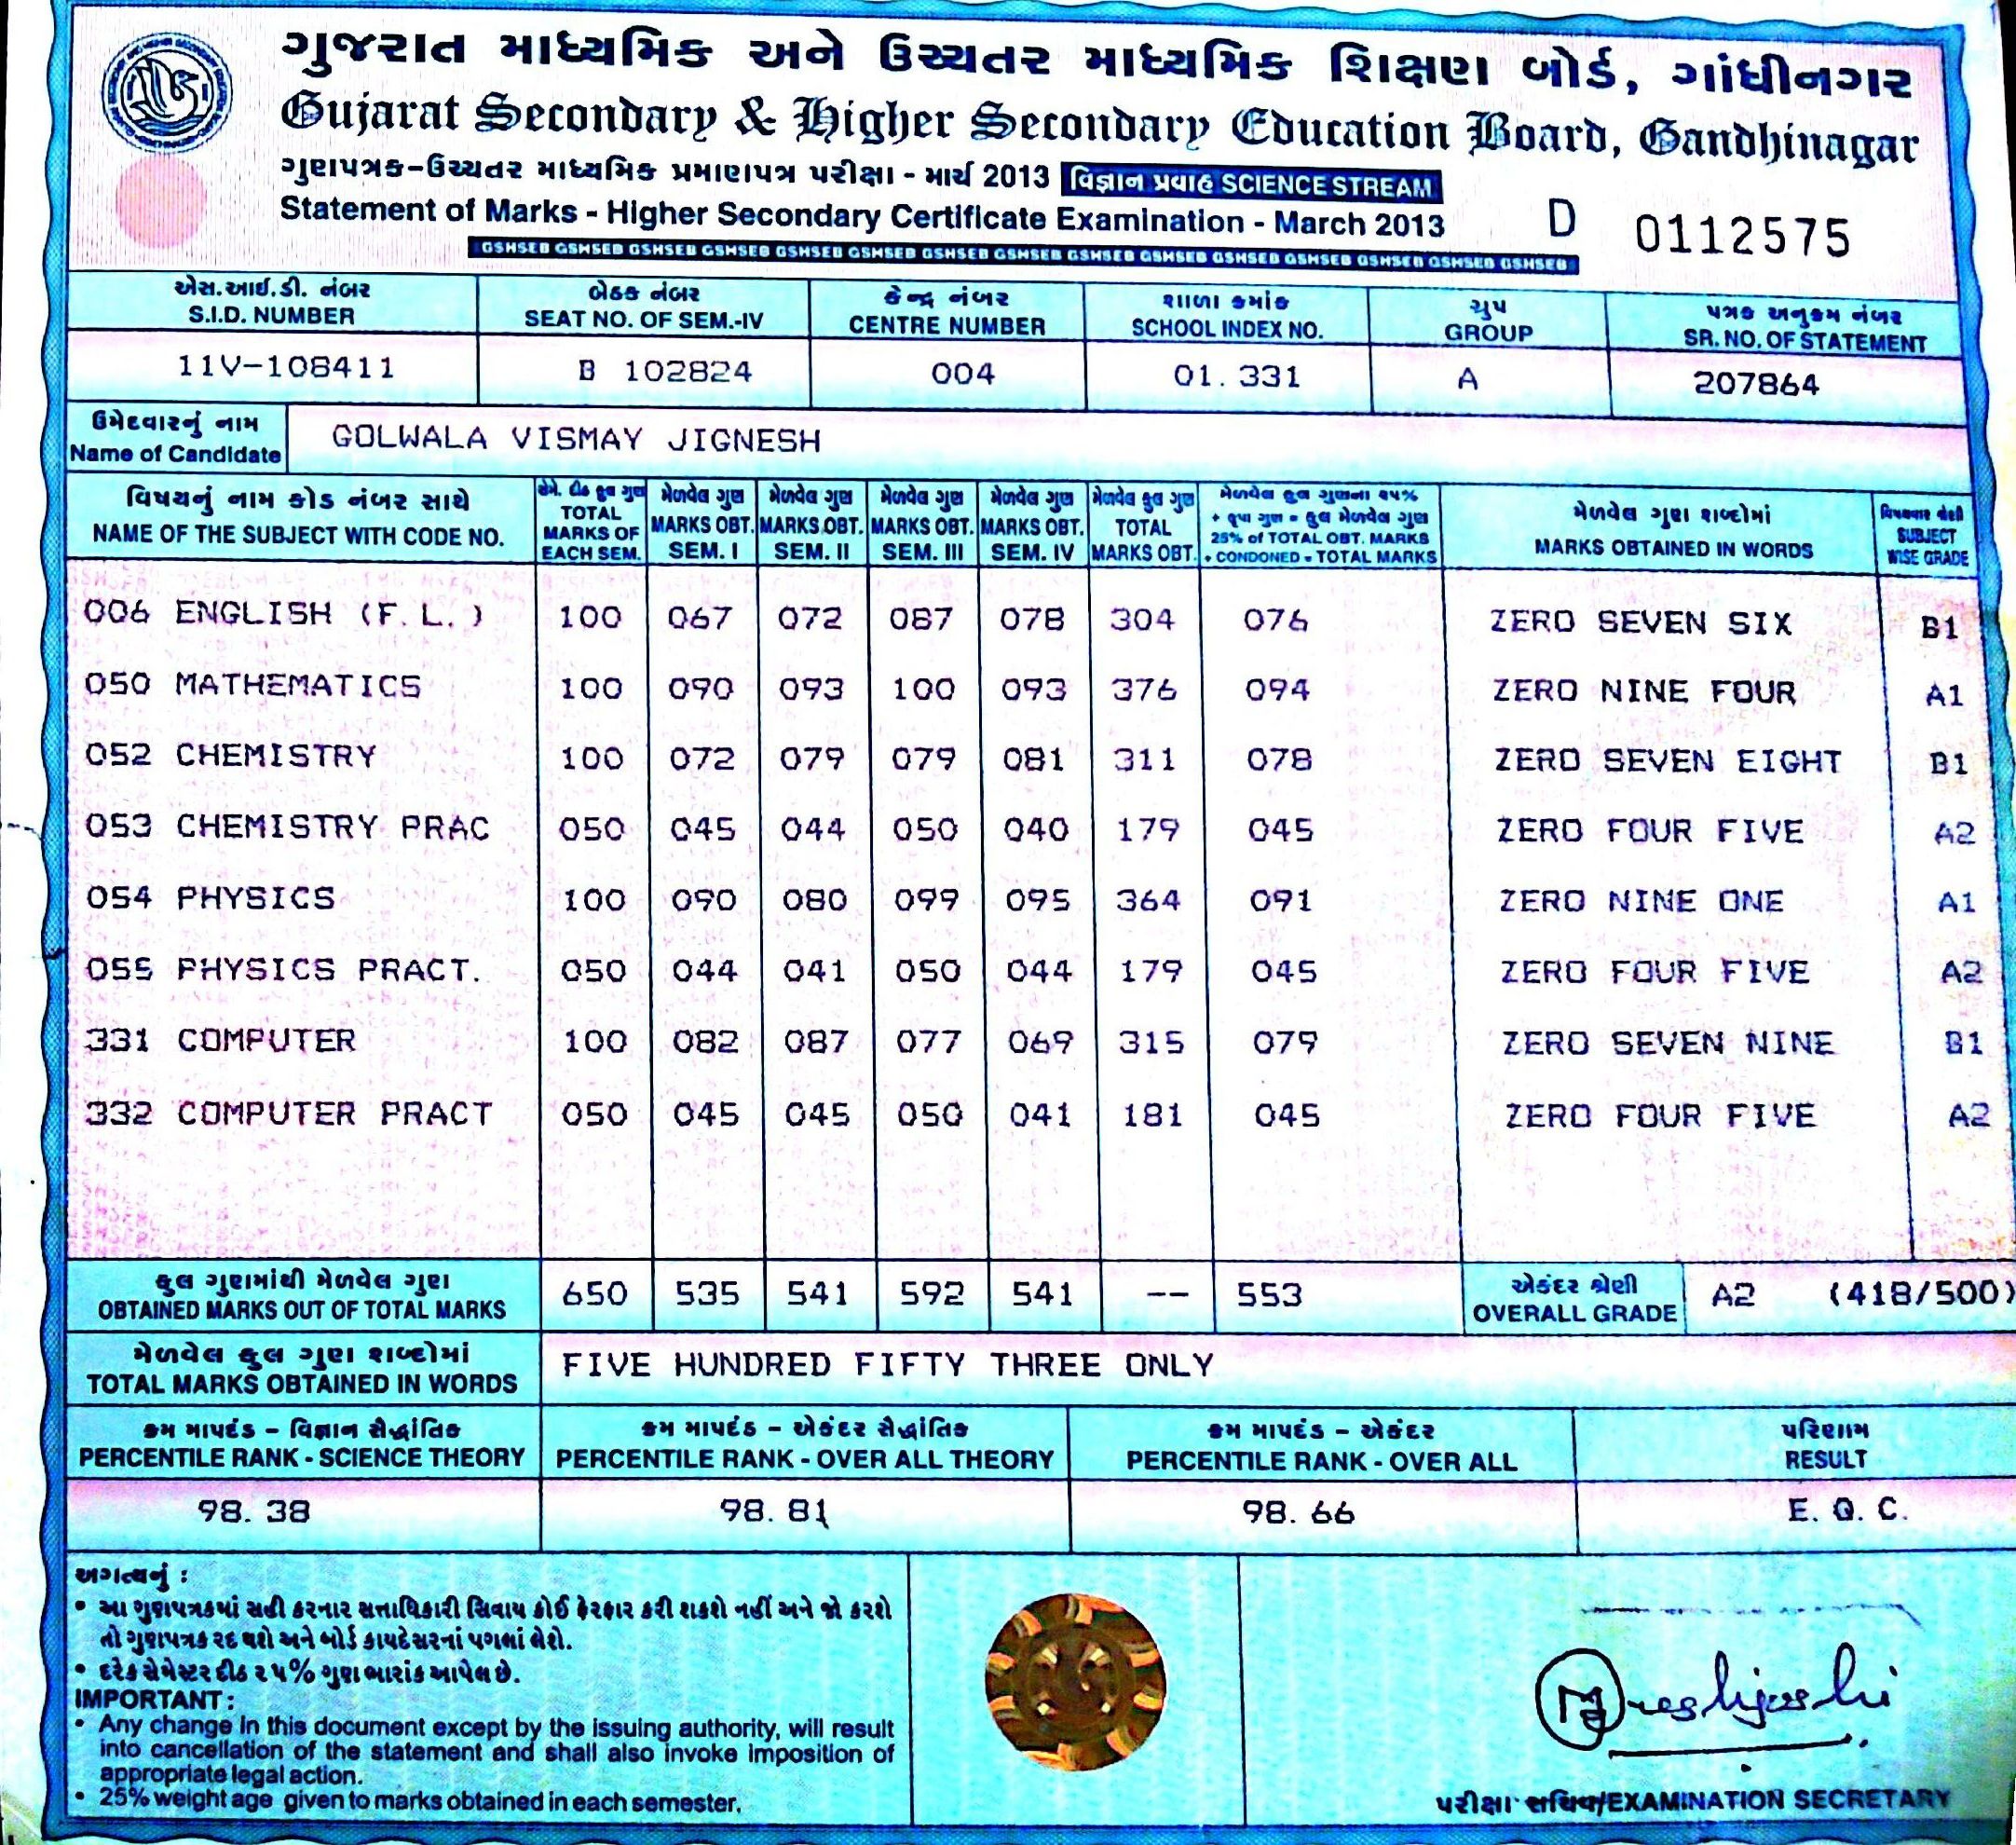 ગુજરાત માધ્યમિક અને ઉચ્ચતર માધ્યમિક શિક્ષણ બોર્ડ, ગાંધીનગર
Gujarat Secondary & Higher Secondary Education Board, Gandhinagar
ગુણપત્રક-ઉચ્ચતર માધ્યમિક પ્રમાણપત્ર પરીક્ષા - માર્ચ 2013 વિજ્ઞાન પ્રવાહ SCIENCE STREAM
Statement of Marks - Higher Secondary Certificate Examination - March 2013 D 0112575
GSHSEB GSHSEB GSHSEB GSHSEB GSHSEB GSHSEB GSHSEB GSHSEB GSHSEB GSHSEB GSHSEB GSHSEB GSHSEB GSHSEB GSHSEB
એસ.આઈ.ડી. નંબર બેઠક નંબર કેન્દ્ર નંબર શાળા ક્રમાંક ગ્રુપ પત્રક અનુક્રમ નંબર
S.I.D. NUMBER SEAT NO. OF SEM.-IV CENTRE NUMBER SCHOOL INDEX NO. GROUP SR. NO. OF STATEMENT
11V-108411 B 102824 004 01.331 A 207864
ઉમેદવારનું નામ
Name of Candidate GOLWALA VISMAY JIGNESH
વિષયનું નામ કોડ નંબર સાથે
NAME OF THE SUBJECT WITH CODE NO.
સેમે. દીઠ કુલ ગુણ
TOTAL
MARKS OF
EACH SEM.
મેળવેલ ગુણ
MARKS OBT.
SEM. I
મેળવેલ ગુણ
MARKS OBT.
SEM. II
મેળવેલ ગુણ
MARKS OBT.
SEM. III
મેળવેલ ગુણ
MARKS OBT.
SEM. IV
મેળવેલ કુલ ગુણ
TOTAL
MARKS OBT.
મેળવેલ કુલ ગુણના ૨૫%
+ કૃપા ગુણ = કુલ મેળવેલ ગુણ
25% of TOTAL OBT. MARKS
+ CONDONED = TOTAL MARKS
મેળવેલ ગુણ શબ્દોમાં
MARKS OBTAINED IN WORDS
વિષયવાર શ્રેણી
SUBJECT
WISE GRADE
006 ENGLISH (F.L.) 100 067 072 087 078 304 076 ZERO SEVEN SIX B1
050 MATHEMATICS 100 090 093 100 093 376 094 ZERO NINE FOUR A1
052 CHEMISTRY 100 072 079 079 081 311 078 ZERO SEVEN EIGHT B1
053 CHEMISTRY PRAC 050 045 044 050 040 179 045 ZERO FOUR FIVE A2
054 PHYSICS 100 090 080 099 095 364 091 ZERO NINE ONE A1
055 PHYSICS PRACT. 050 044 041 050 044 179 045 ZERO FOUR FIVE A2
331 COMPUTER 100 082 087 077 069 315 079 ZERO SEVEN NINE B1
332 COMPUTER PRACT 050 045 045 050 041 181 045 ZERO FOUR FIVE A2
કુલ ગુણમાંથી મેળવેલ ગુણ
OBTAINED MARKS OUT OF TOTAL MARKS 650 535 541 592 541 -- 553
એકંદર શ્રેણી
OVERALL GRADE A2 (418/500)
મેળવેલ કુલ ગુણ શબ્દોમાં
TOTAL MARKS OBTAINED IN WORDS FIVE HUNDRED FIFTY THREE ONLY
ક્રમ માપદંડ - વિજ્ઞાન સૈદ્ધાંતિક ક્રમ માપદંડ - એકંદર સૈદ્ધાંતિક ક્રમ માપદંડ - એકંદર પરિણામ
PERCENTILE RANK - SCIENCE THEORY PERCENTILE RANK - OVER ALL THEORY PERCENTILE RANK - OVER ALL RESULT
98.38 98.81 98.66 E.Q.C.
અગત્યનું :
• આ ગુણપત્રકમાં સહી કરનાર સત્તાધિકારી સિવાય કોઈ ફેરફાર કરી શકશે નહીં અને જો કરશે
તો ગુણપત્રક રદ થશે અને બોર્ડ કાયદેસરનાં પગલાં લેશે.
• દરેક સેમેસ્ટર દીઠ ૨૫% ગુણ ભારાંક આપેલ છે.
IMPORTANT :
• Any change in this document except by the issuing authority, will result
into cancellation of the statement and shall also invoke imposition of
appropriate legal action.
• 25% weight age given to marks obtained in each semester.
પરીક્ષા સચિવ/EXAMINATION SECRETARY